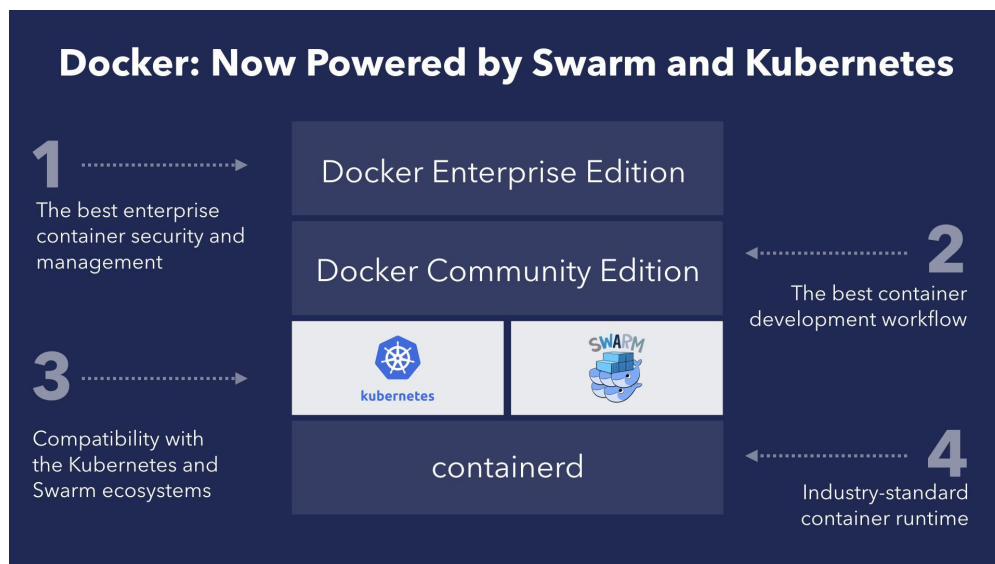 Docker: Now Powered by Swarm and Kubernetes
1
The best enterprise
container security and
management
Docker Enterprise Edition
Docker Community Edition
2
The best container
development workflow
3
Compatibility with
the Kubernetes and
Swarm ecosystems
kubernetes
SWARM
containerd
4
Industry-standard
container runtime